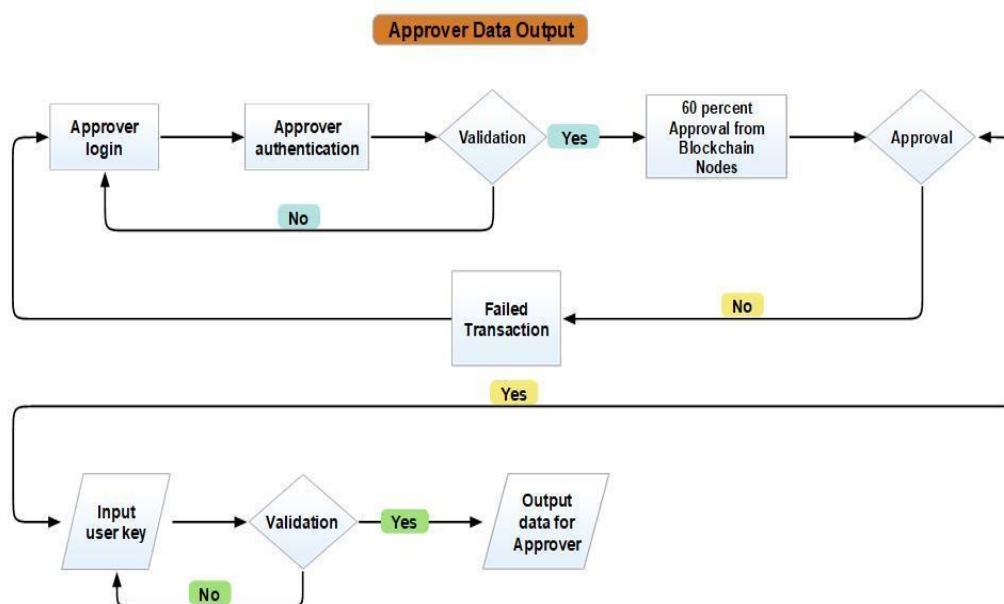 Approver Data Output
Approver
login
Approver
authentication
Validation
Yes
60 percent
Approval from
Blockchain
Nodes
Approval
No
Failed
Transaction
No
Yes
Input
user key
Validation
Yes
Output
data for
Approver
No